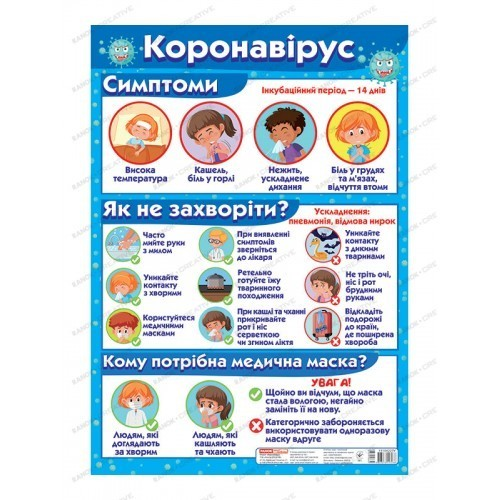 Коронавірус
Симптоми
Інкубаційний період — 14 днів
Висока
температура
Кашель,
біль у горлі
Нежить,
ускладнене
дихання
Біль у грудях
та м'язах,
відчуття втоми
Як не захворіти?
Ускладнення:
пневмонія, відмова нирок
Часто
мийте руки
з милом
При виявленні
симптомів
зверніться
до лікаря
Уникайте
контакту
з дикими
тваринами
Уникайте
контакту
з хворими
Ретельно
готуйте їжу
тваринного
походження
Не тріть очі,
ніс і рот
брудними
руками
Користуйтеся
медичними
масками
При кашлі та чханні
прикривайте
рот і ніс
серветкою
чи згином ліктя
Відкладіть
подорожі
до країн,
де поширена
хвороба
Кому потрібна медична маска?
Людям, які
доглядають
за хворим
Людям, які
кашляють
та чхають
УВАГА!
Щойно ви відчули, що маска
стала вологою, негайно
замініть її на нову.
Категорично забороняється
використовувати одноразову
маску вдруге